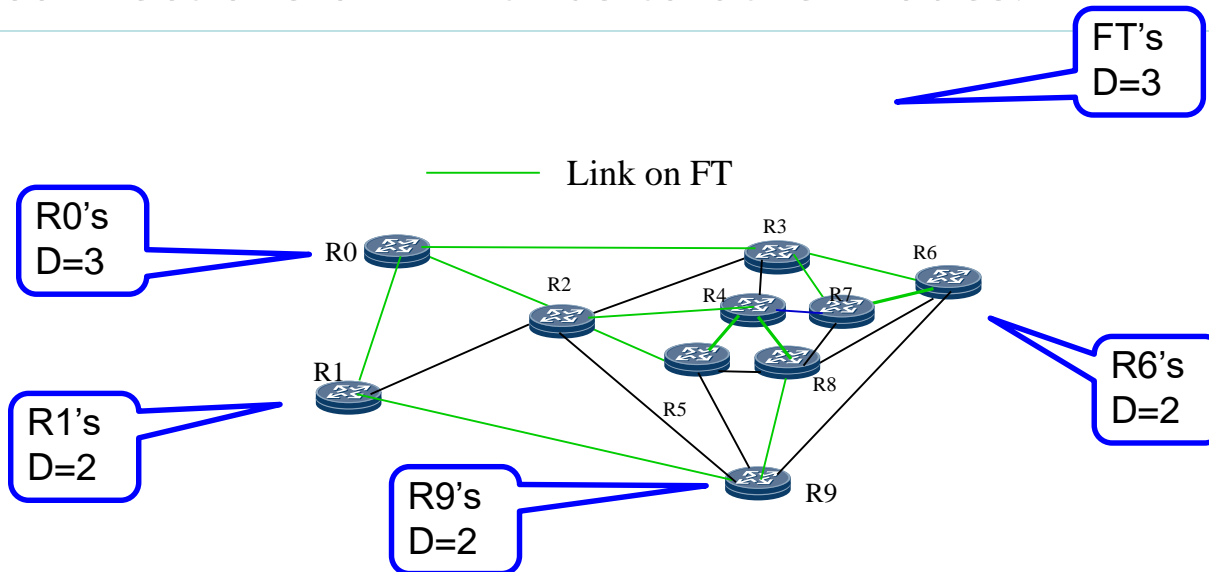 FT's
D=3
Link on FT
R0's
D=3
R0
R3
R6
R2
R4
R7
R1
R8
R5
R6's
D=2
R1's
D=2
R9's
D=2
R9